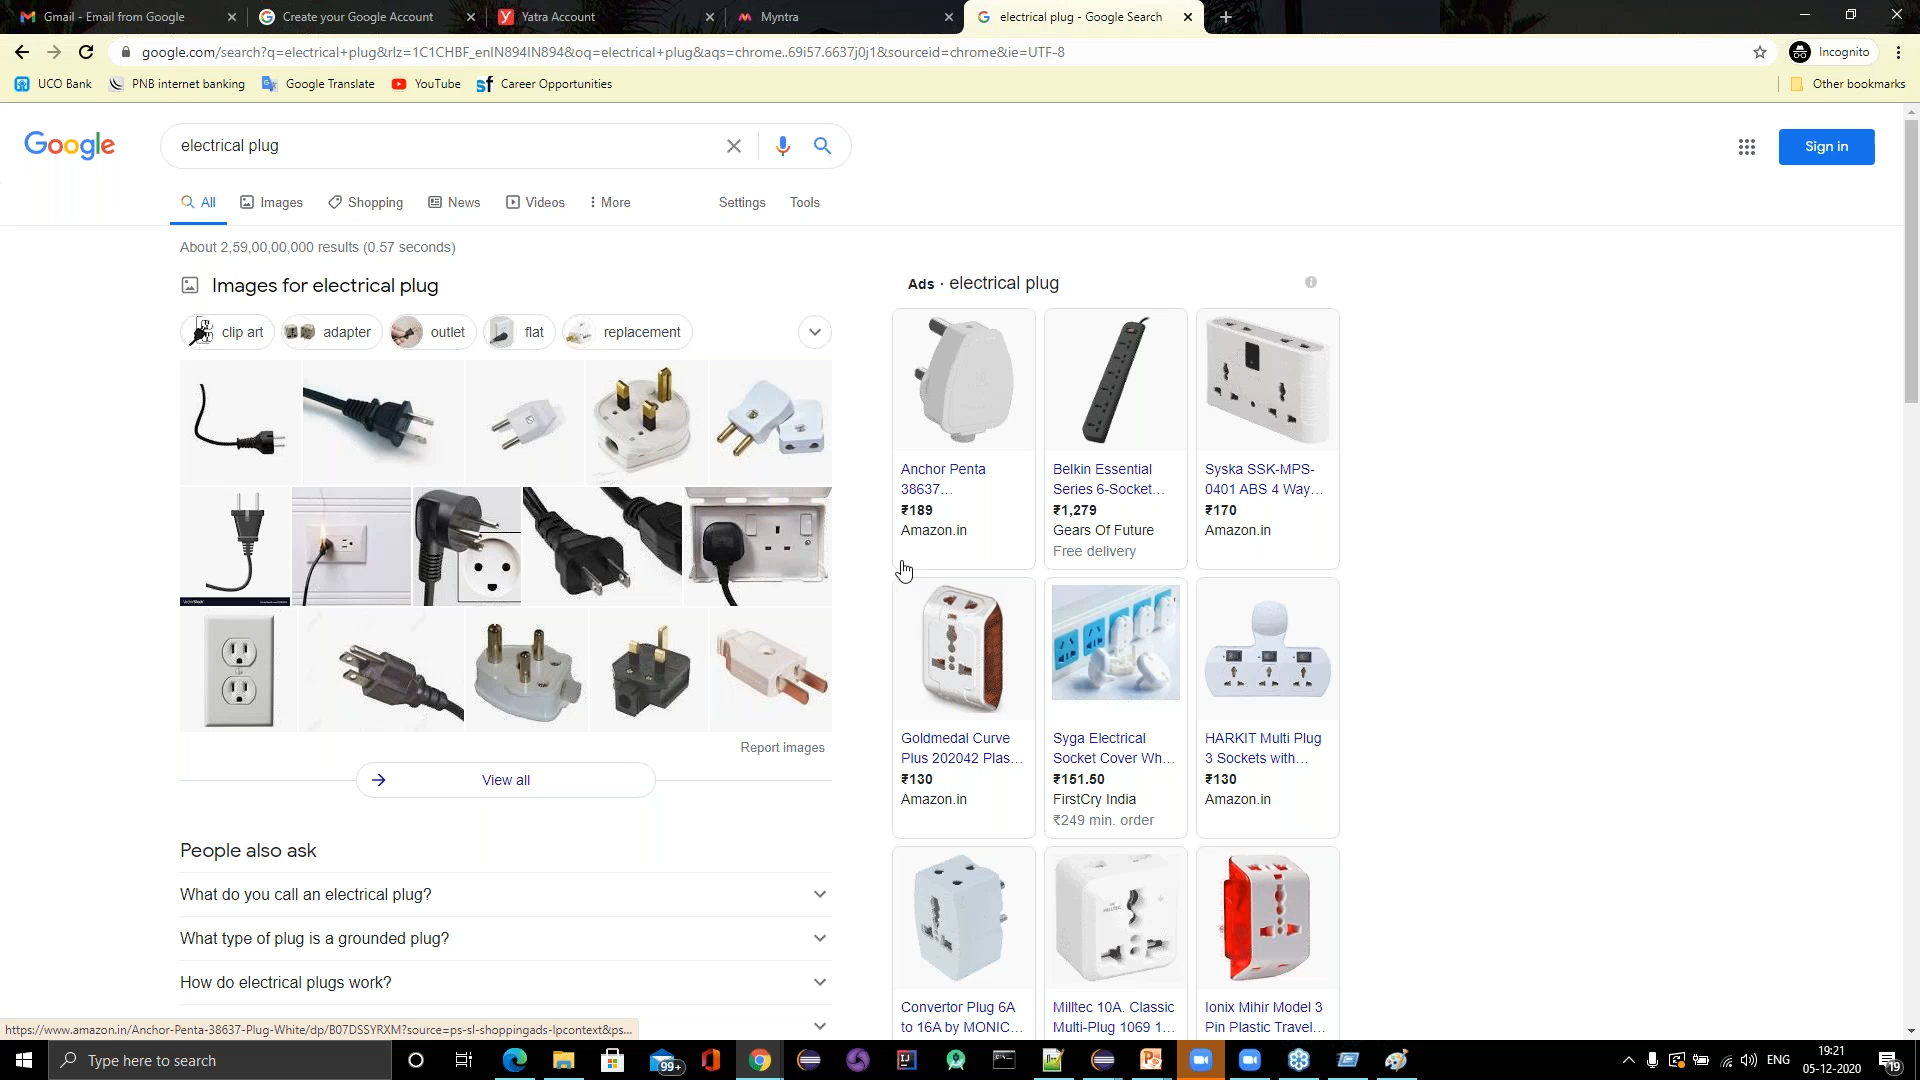 Gmail - Email from Google
Create your Google Account
Yatra Account
Myntra
electrical plug - Google Search
google.com/search?q=electrical+plug&rlz=1C1CHBF_enIN894IN894&oq=electrical+plug&aqs=chrome..69i57.6637j0j1&sourceid=chrome&ie=UTF-8
Incognito
UCO Bank
PNB internet banking
Google Translate
YouTube
Career Opportunities
Other bookmarks
Google
electrical plug
Sign in
All
Images
Shopping
News
Videos
More
Settings
Tools
About 2,59,00,00,000 results (0.57 seconds)
Images for electrical plug
clip art
adapter
outlet
flat
replacement
Report images
View all
People also ask
What do you call an electrical plug?
What type of plug is a grounded plug?
How do electrical plugs work?
Ads · electrical plug
Anchor Penta
38637...
₹189
Amazon.in
Belkin Essential
Series 6-Socket...
₹1,279
Gears Of Future
Free delivery
Syska SSK-MPS-
0401 ABS 4 Way...
₹170
Amazon.in
Goldmedal Curve
Plus 202042 Plas...
₹130
Amazon.in
Syga Electrical
Socket Cover Wh...
₹151.50
FirstCry India
₹249 min. order
HARKIT Multi Plug
3 Sockets with...
₹130
Amazon.in
Convertor Plug 6A
to 16A by MONIC...
Milltec 10A. Classic
Multi-Plug 1069 1...
Ionix Mihir Model 3
Pin Plastic Travel...
https://www.amazon.in/Anchor-Penta-38637-Plug-White/dp/B07DSSYRXM?source=ps-sl-shoppingads-lpcontext&ps...
Type here to search
99+
ENG
19:21
05-12-2020
19